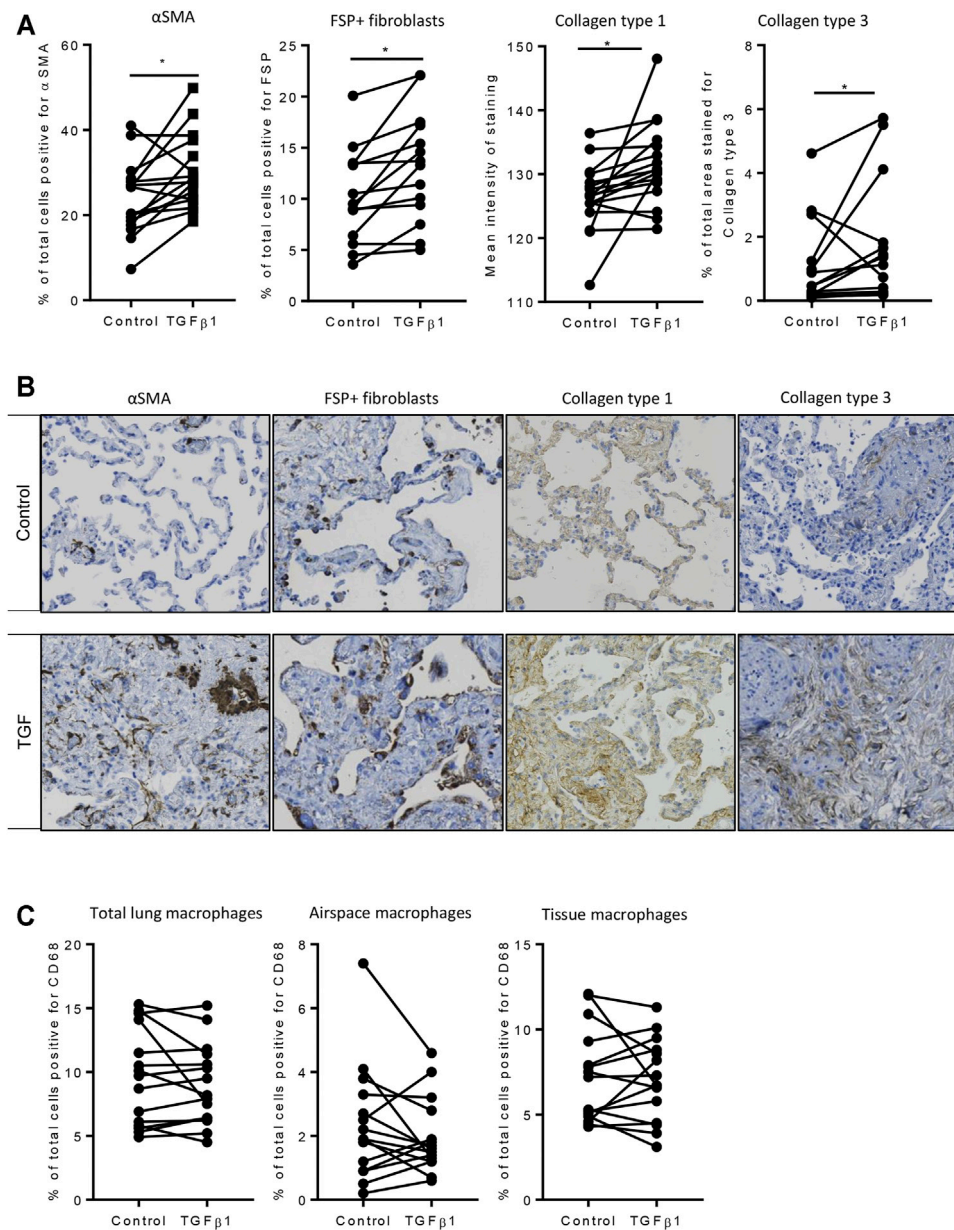 A
αSMA
FSP+ fibroblasts
Collagen type 1
Collagen type 3
% of total cells positive for α SMA
60
40
20
0
*
Control TGFβ1
% of total cells positive for FSP
25
20
15
10
5
0
*
Control TGFβ1
Mean intensity of staining
150
140
130
120
110
*
Control TGFβ1
% of total area stained for
Collagen type 3
8
6
4
2
0
*
Control TGFβ1
B
αSMA
FSP+ fibroblasts
Collagen type 1
Collagen type 3
Control
TGF
C
Total lung macrophages
Airspace macrophages
Tissue macrophages
% of total cells positive for CD68
20
15
10
5
0
Control TGFβ1
% of total cells positive for CD68
8
6
4
2
0
Control TGFβ1
% of total cells positive for CD68
15
10
5
0
Control TGFβ1